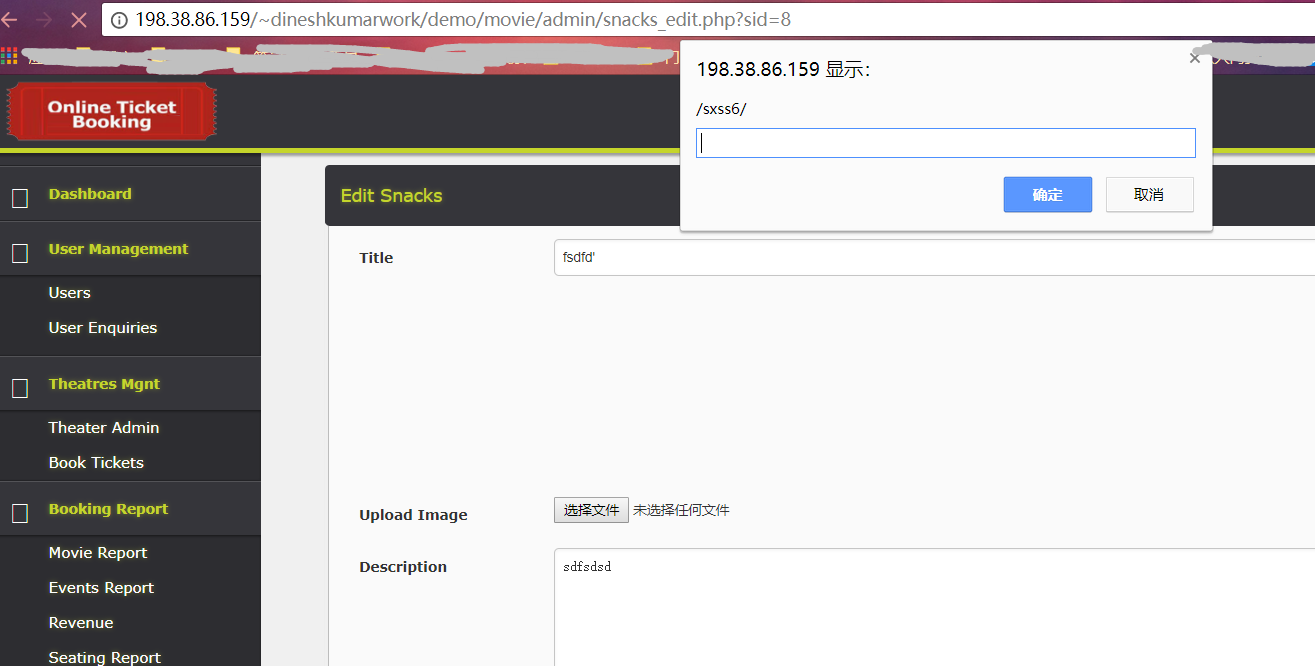 198.38.86.159/~dineshkumarwork/demo/movie/admin/snacks_edit.php?sid=8
198.38.86.159 显示：
/sxss6/
确定
取消
Online Ticket
Booking
Dashboard
User Management
Users
User Enquiries
Theatres Mgnt
Theater Admin
Book Tickets
Booking Report
Movie Report
Events Report
Revenue
Seating Report
Edit Snacks
Title
fsdfd'
Upload Image
选择文件 未选择任何文件
Description
sdfsdsd